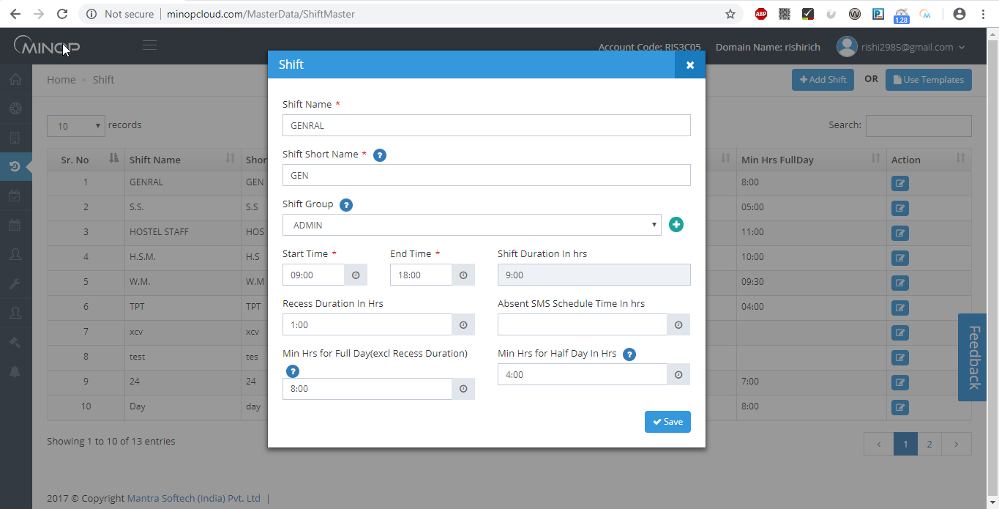 Not secure | minopcloud.com/MasterData/ShiftMaster
ABP
1.28
MINOP
Account Code: RIS3C05 Domain Name: rishirich rishi2985@gmail.com
Home • Shift
+ Add Shift OR Use Templates
10 records
Search:
Sr. No Shift Name Shor Min Hrs FullDay Action
1 GENRAL GEN 8:00
2 S.S. S.S 05:00
3 HOSTEL STAFF HOS 11:00
4 H.S.M. H.S 10:00
5 W.M. W.M 09:30
6 TPT TPT 04:00
7 xcv xcv
8 test tes
9 24 24 7:00
10 Day day 8:00
Showing 1 to 10 of 13 entries
‹ 1 2 ›
2017 © Copyright Mantra Softech (India) Pvt. Ltd |
Feedback
Shift ×
Shift Name *
GENRAL
Shift Short Name * ?
GEN
Shift Group ?
ADMIN
Start Time * End Time * Shift Duration In hrs
09:00 18:00 9:00
Recess Duration In Hrs Absent SMS Schedule Time In hrs
1:00
Min Hrs for Full Day(excl Recess Duration) ? Min Hrs for Half Day In Hrs ?
8:00 4:00
Save